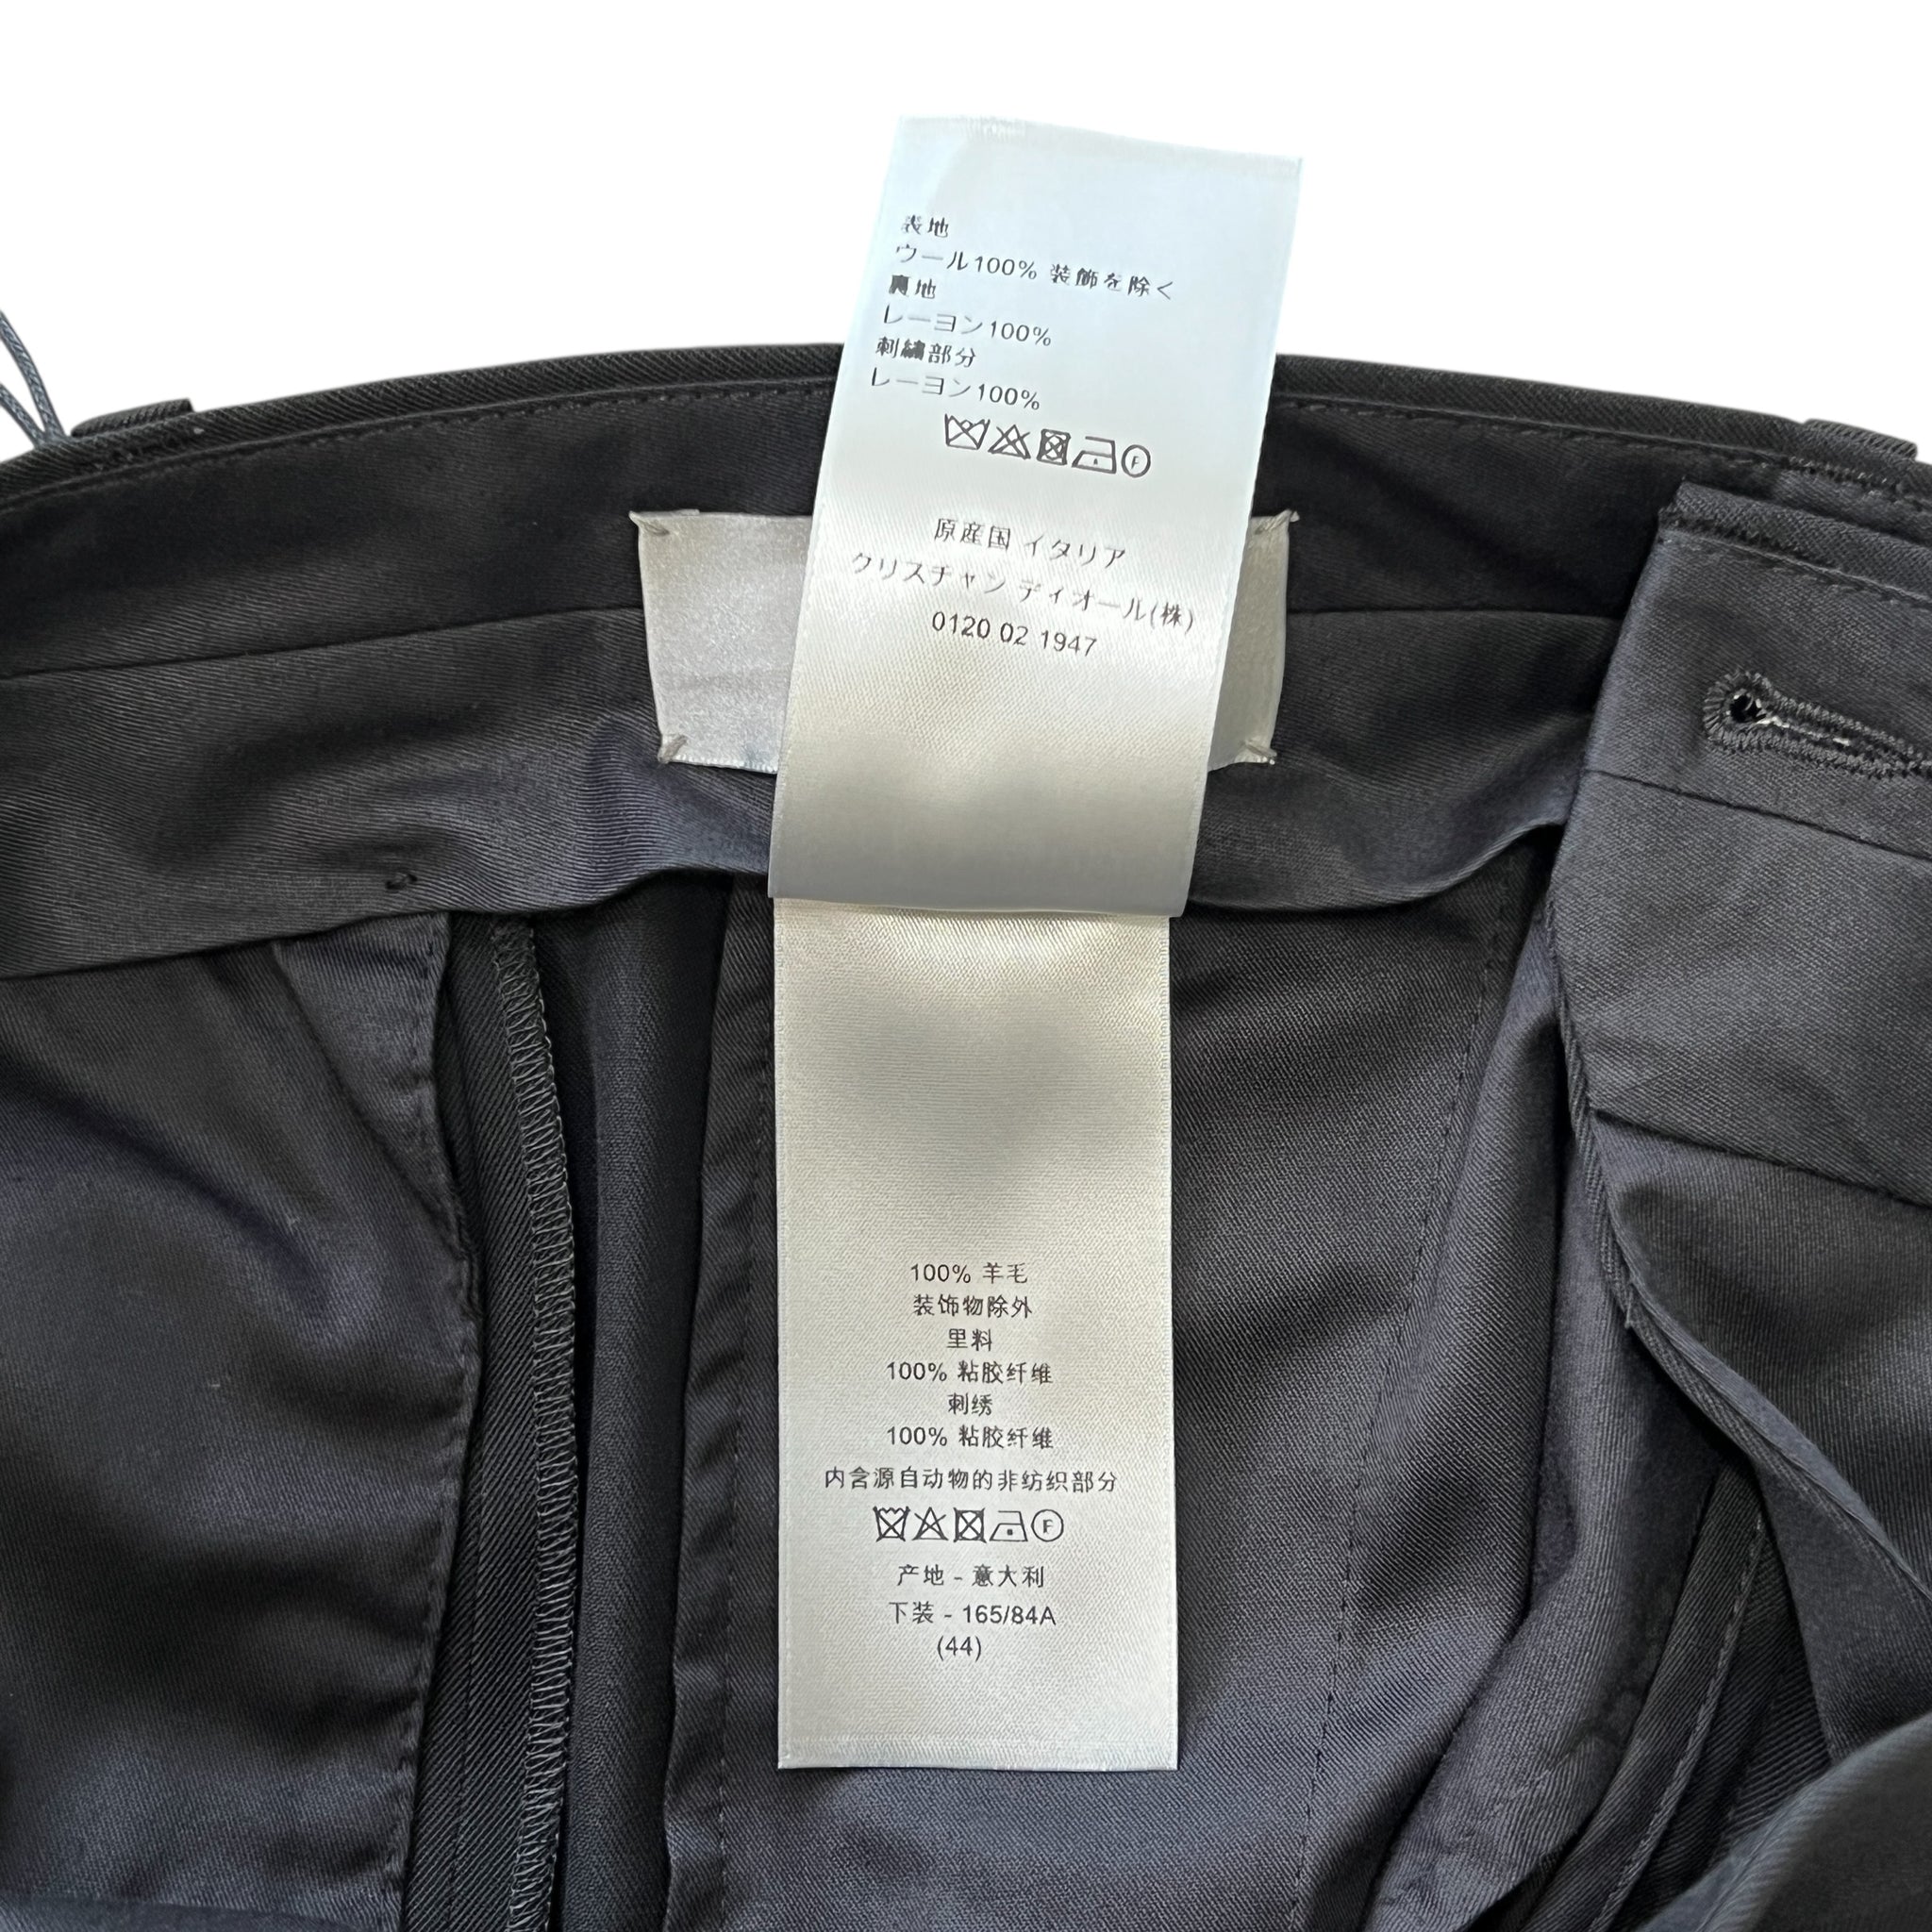 表地
ウール100% 装飾を除く
裏地
レーヨン100%
刺繍部分
レーヨン100%
F
原産国 イタリア
クリスチャン ディオール(株)
0120 02 1947
100% 羊毛
装饰物除外
里料
100% 粘胶纤维
刺绣
100% 粘胶纤维
内含源自动物的非纺织部分
F
产地 - 意大利
下装 - 165/84A
(44)